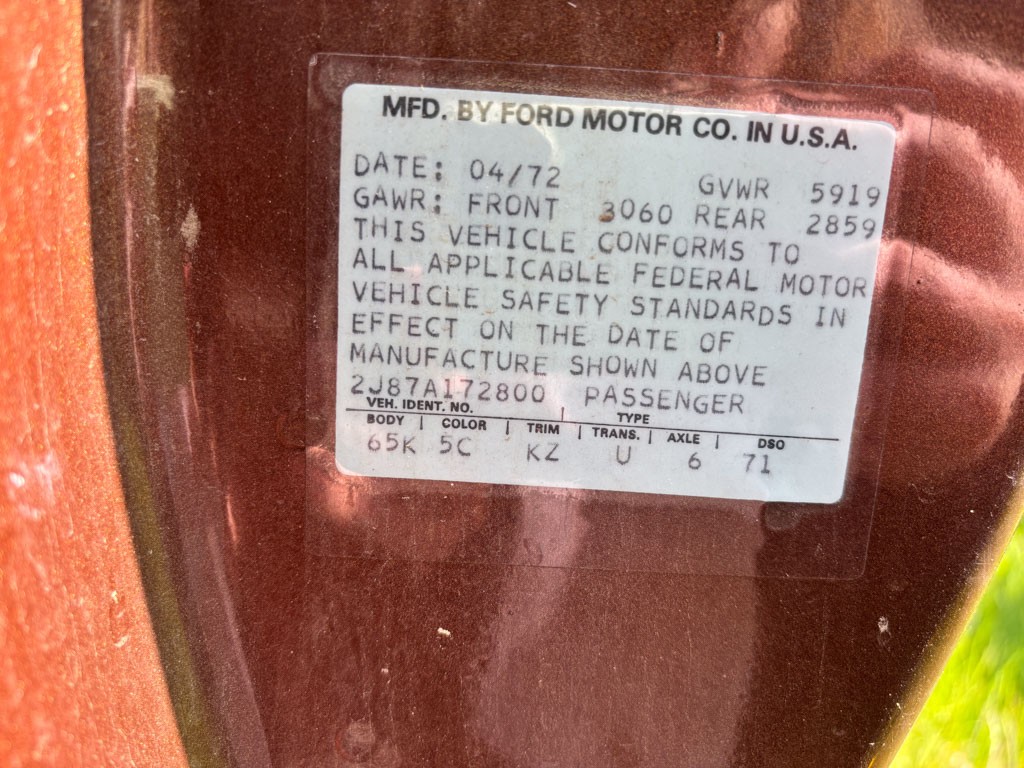 MFD. BY FORD MOTOR CO. IN U.S.A.
DATE: 04/72 GVWR 5919
GAWR: FRONT 3060 REAR 2859
THIS VEHICLE CONFORMS TO
ALL APPLICABLE FEDERAL MOTOR
VEHICLE SAFETY STANDARDS IN
EFFECT ON THE DATE OF
MANUFACTURE SHOWN ABOVE
2J87A172800 PASSENGER
VEH. IDENT. NO. | TYPE
BODY | COLOR | TRIM | TRANS. | AXLE | DSO
65K 5C KZ U 6 71